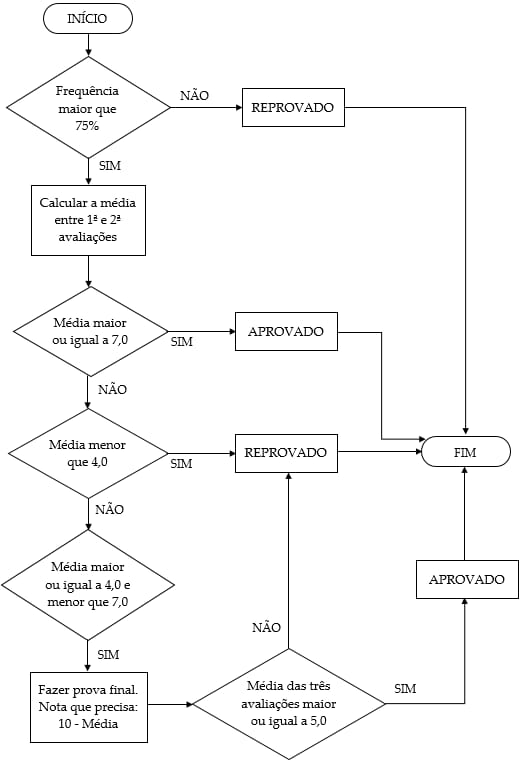 INÍCIO
Frequência
maior que
75%
NÃO
REPROVADO
SIM
Calcular a média
entre 1ª e 2ª
avaliações
Média maior
ou igual a 7,0
SIM
APROVADO
NÃO
Média menor
que 4,0
SIM
REPROVADO
FIM
NÃO
Média maior
ou igual a 4,0 e
menor que 7,0
APROVADO
SIM
NÃO
Fazer prova final.
Nota que precisa:
10 - Média
Média das três
avaliações maior
ou igual a 5,0
SIM